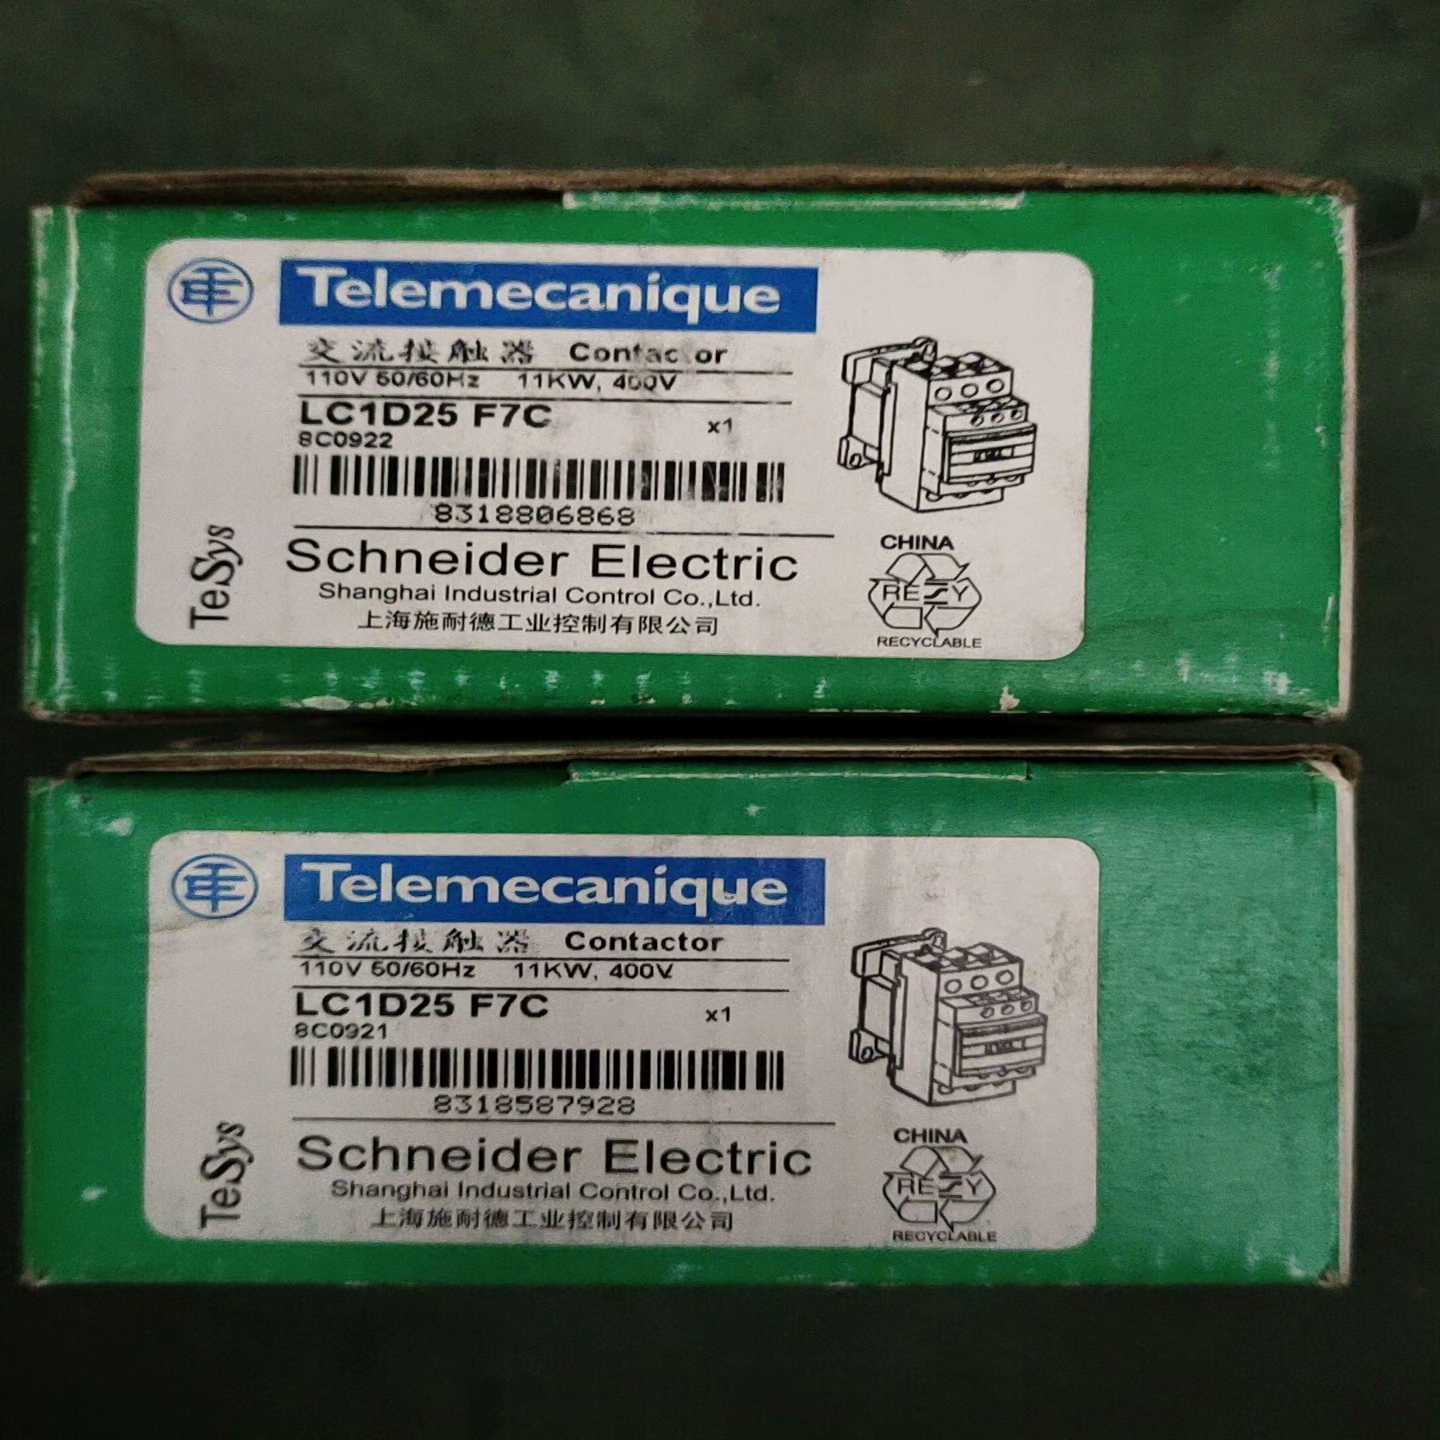 Telemecanique
交流接触器 Contactor
110V 50/60Hz 11KW, 400V
LC1D25 F7C x1
8C0922
8318806868
TeSys
Schneider Electric
Shanghai Industrial Control Co.,Ltd.
上海施耐德工业控制有限公司
CHINA
RESY
RECYCLABLE
Telemecanique
交流接触器 Contactor
110V 50/60Hz 11KW, 400V
LC1D25 F7C x1
8C0921
8318587928
TeSys
Schneider Electric
Shanghai Industrial Control Co.,Ltd.
上海施耐德工业控制有限公司
CHINA
RESY
RECYCLABLE